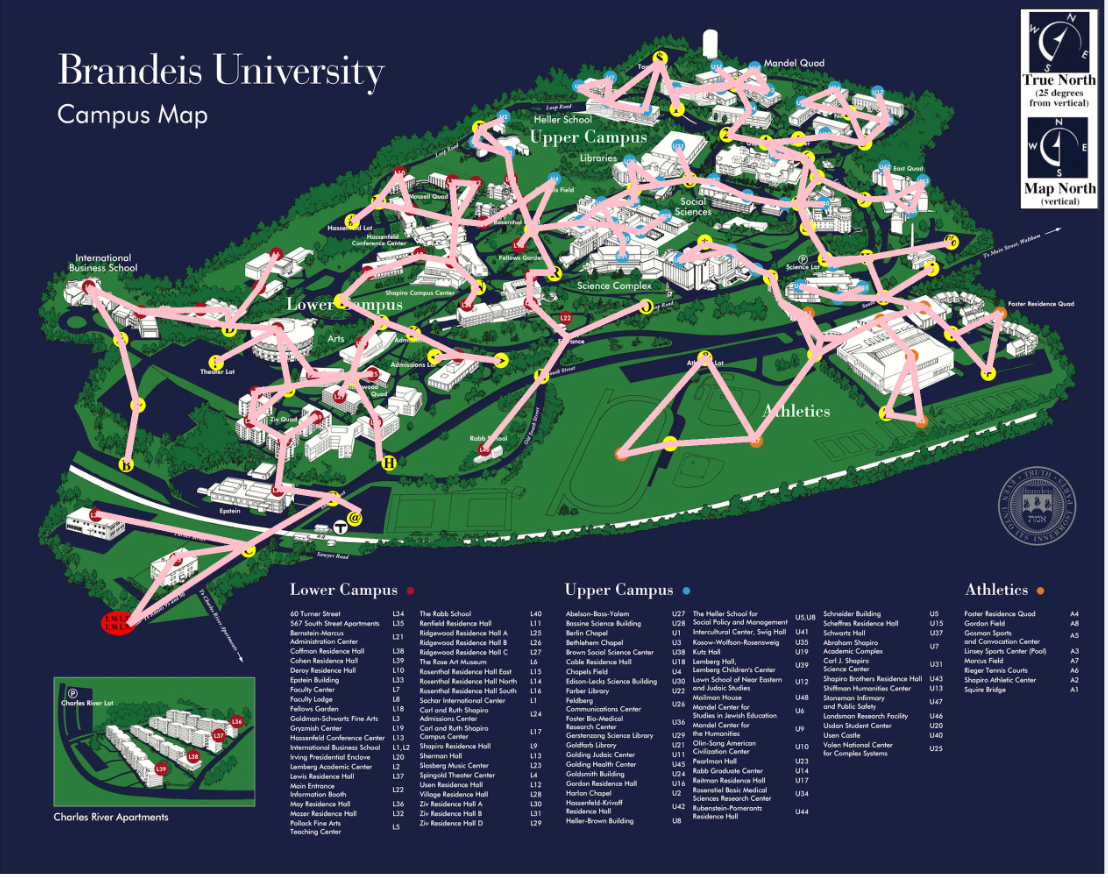 Brandeis University
Campus Map
True North
(25 degrees
from vertical)
N
W
E
S
Map North
(vertical)
N
W
E
S
Mandel Quad
Loop Road
Heller School
Upper Campus
Libraries
East Quad
Social
Sciences
Massell Quad
Hassenfeld
Conference Center
Fellows Garden
Shapiro Campus Center
Science Complex
Science Lot
P
To Main Street, Waltham
Foster Residence Quad
International
Business School
Lower Campus
Arts
Theater Lot
Admissions Lot
L22
Athletics
Ziv Quad
Rabb School
Old South Street
H
B
Epstein
@
T
Sawyer Road
To Charles River Apartments
P
Charles River Lot
L36
L37
L38
L39
Charles River Apartments
Lower Campus
60 Turner Street L34
567 South Street Apartments L35
Bernstein-Marcus
Administration Center L21
Coffman Residence Hall L38
Cohen Residence Hall L39
Deroy Residence Hall L10
Epstein Building L33
Faculty Center L7
Faculty Lodge L8
Fellows Garden L18
Goldman-Schwartz Fine Arts L3
Gryzmish Center L19
Hassenfeld Conference Center L13
International Business School L1, L2
Irving Presidential Enclave L20
Lemberg Academic Center L2
Lewis Residence Hall L37
Main Entrance
Information Booth L22
May Residence Hall L36
Mazer Residence Hall L32
Pollack Fine Arts
Teaching Center L5
The Rabb School L40
Renfield Residence Hall L11
Ridgewood Residence Hall A L25
Ridgewood Residence Hall B L26
Ridgewood Residence Hall C L27
The Rose Art Museum L6
Rosenthal Residence Hall East L15
Rosenthal Residence Hall North L14
Rosenthal Residence Hall South L16
Sachar International Center L1
Carl and Ruth Shapiro
Admissions Center L24
Carl and Ruth Shapiro
Campus Center L17
Shapiro Residence Hall L9
Sherman Hall L13
Slosberg Music Center L23
Spingold Theater Center L4
Usen Residence Hall L12
Village Residence Hall L28
Ziv Residence Hall A L30
Ziv Residence Hall B L31
Ziv Residence Hall D L29
Upper Campus
Abelson-Bass-Yalem U27
Bassine Science Building U28
Berlin Chapel U1
Bethlehem Chapel U3
Brown Social Science Center U38
Cable Residence Hall U18
Chapels Field U4
Edison-Lecks Science Building U30
Farber Library U22
Feldberg
Communications Center U26
Foster Bio-Medical
Research Center U36
Gerstenzang Science Library U29
Goldfarb Library U21
Golding Judaic Center U11
Golding Health Center U45
Goldsmith Building U24
Gordon Residence Hall U16
Harlan Chapel U2
Hassenfeld-Krivoff
Residence Hall U42
Heller-Brown Building U8
The Heller School for
Social Policy and Management U5,U8
Intercultural Center, Swig Hall U41
Kosow-Wolfson-Rosensweig U35
Kutz Hall U19
Lemberg Hall,
Lemberg Children's Center U39
Lown School of Near Eastern
and Judaic Studies U12
Mailman House U48
Mandel Center for
Studies in Jewish Education U6
Mandel Center for
the Humanities U9
Olin-Sang American
Civilization Center U10
Pearlman Hall U23
Rabb Graduate Center U14
Reitman Residence Hall U17
Rosenstiel Basic Medical
Sciences Research Center U34
Rubenstein-Pomerantz
Residence Hall U44
Schneider Building U5
Scheffres Residence Hall U15
Schwartz Hall U37
Abraham Shapiro
Academic Complex
Carl J. Shapiro
Science Center U31
Shapiro Brothers Residence Hall U43
Shiffman Humanities Center U13
Stoneman Infirmary
and Public Safety U47
Landsman Research Facility U46
Usdan Student Center U20
Usen Castle U40
Volen National Center
for Complex Systems U25
Athletics
Foster Residence Quad A4
Gordon Field A8
Gosman Sports
and Convocation Center A5
Linsey Sports Center (Pool) A3
Marcus Field A7
Rieger Tennis Courts A6
Shapiro Athletic Center A2
Squire Bridge A1